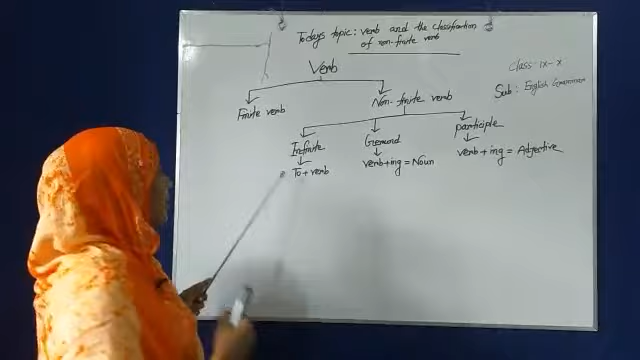 Todays topic: verb and the classification
of non-finite verb
Class: IX-X
Sub: English Grammar
Verb
Finite verb
Non-finite verb
Infinite
Gerund
participle
To+verb
verb+ing = Noun
verb+ing = Adjective